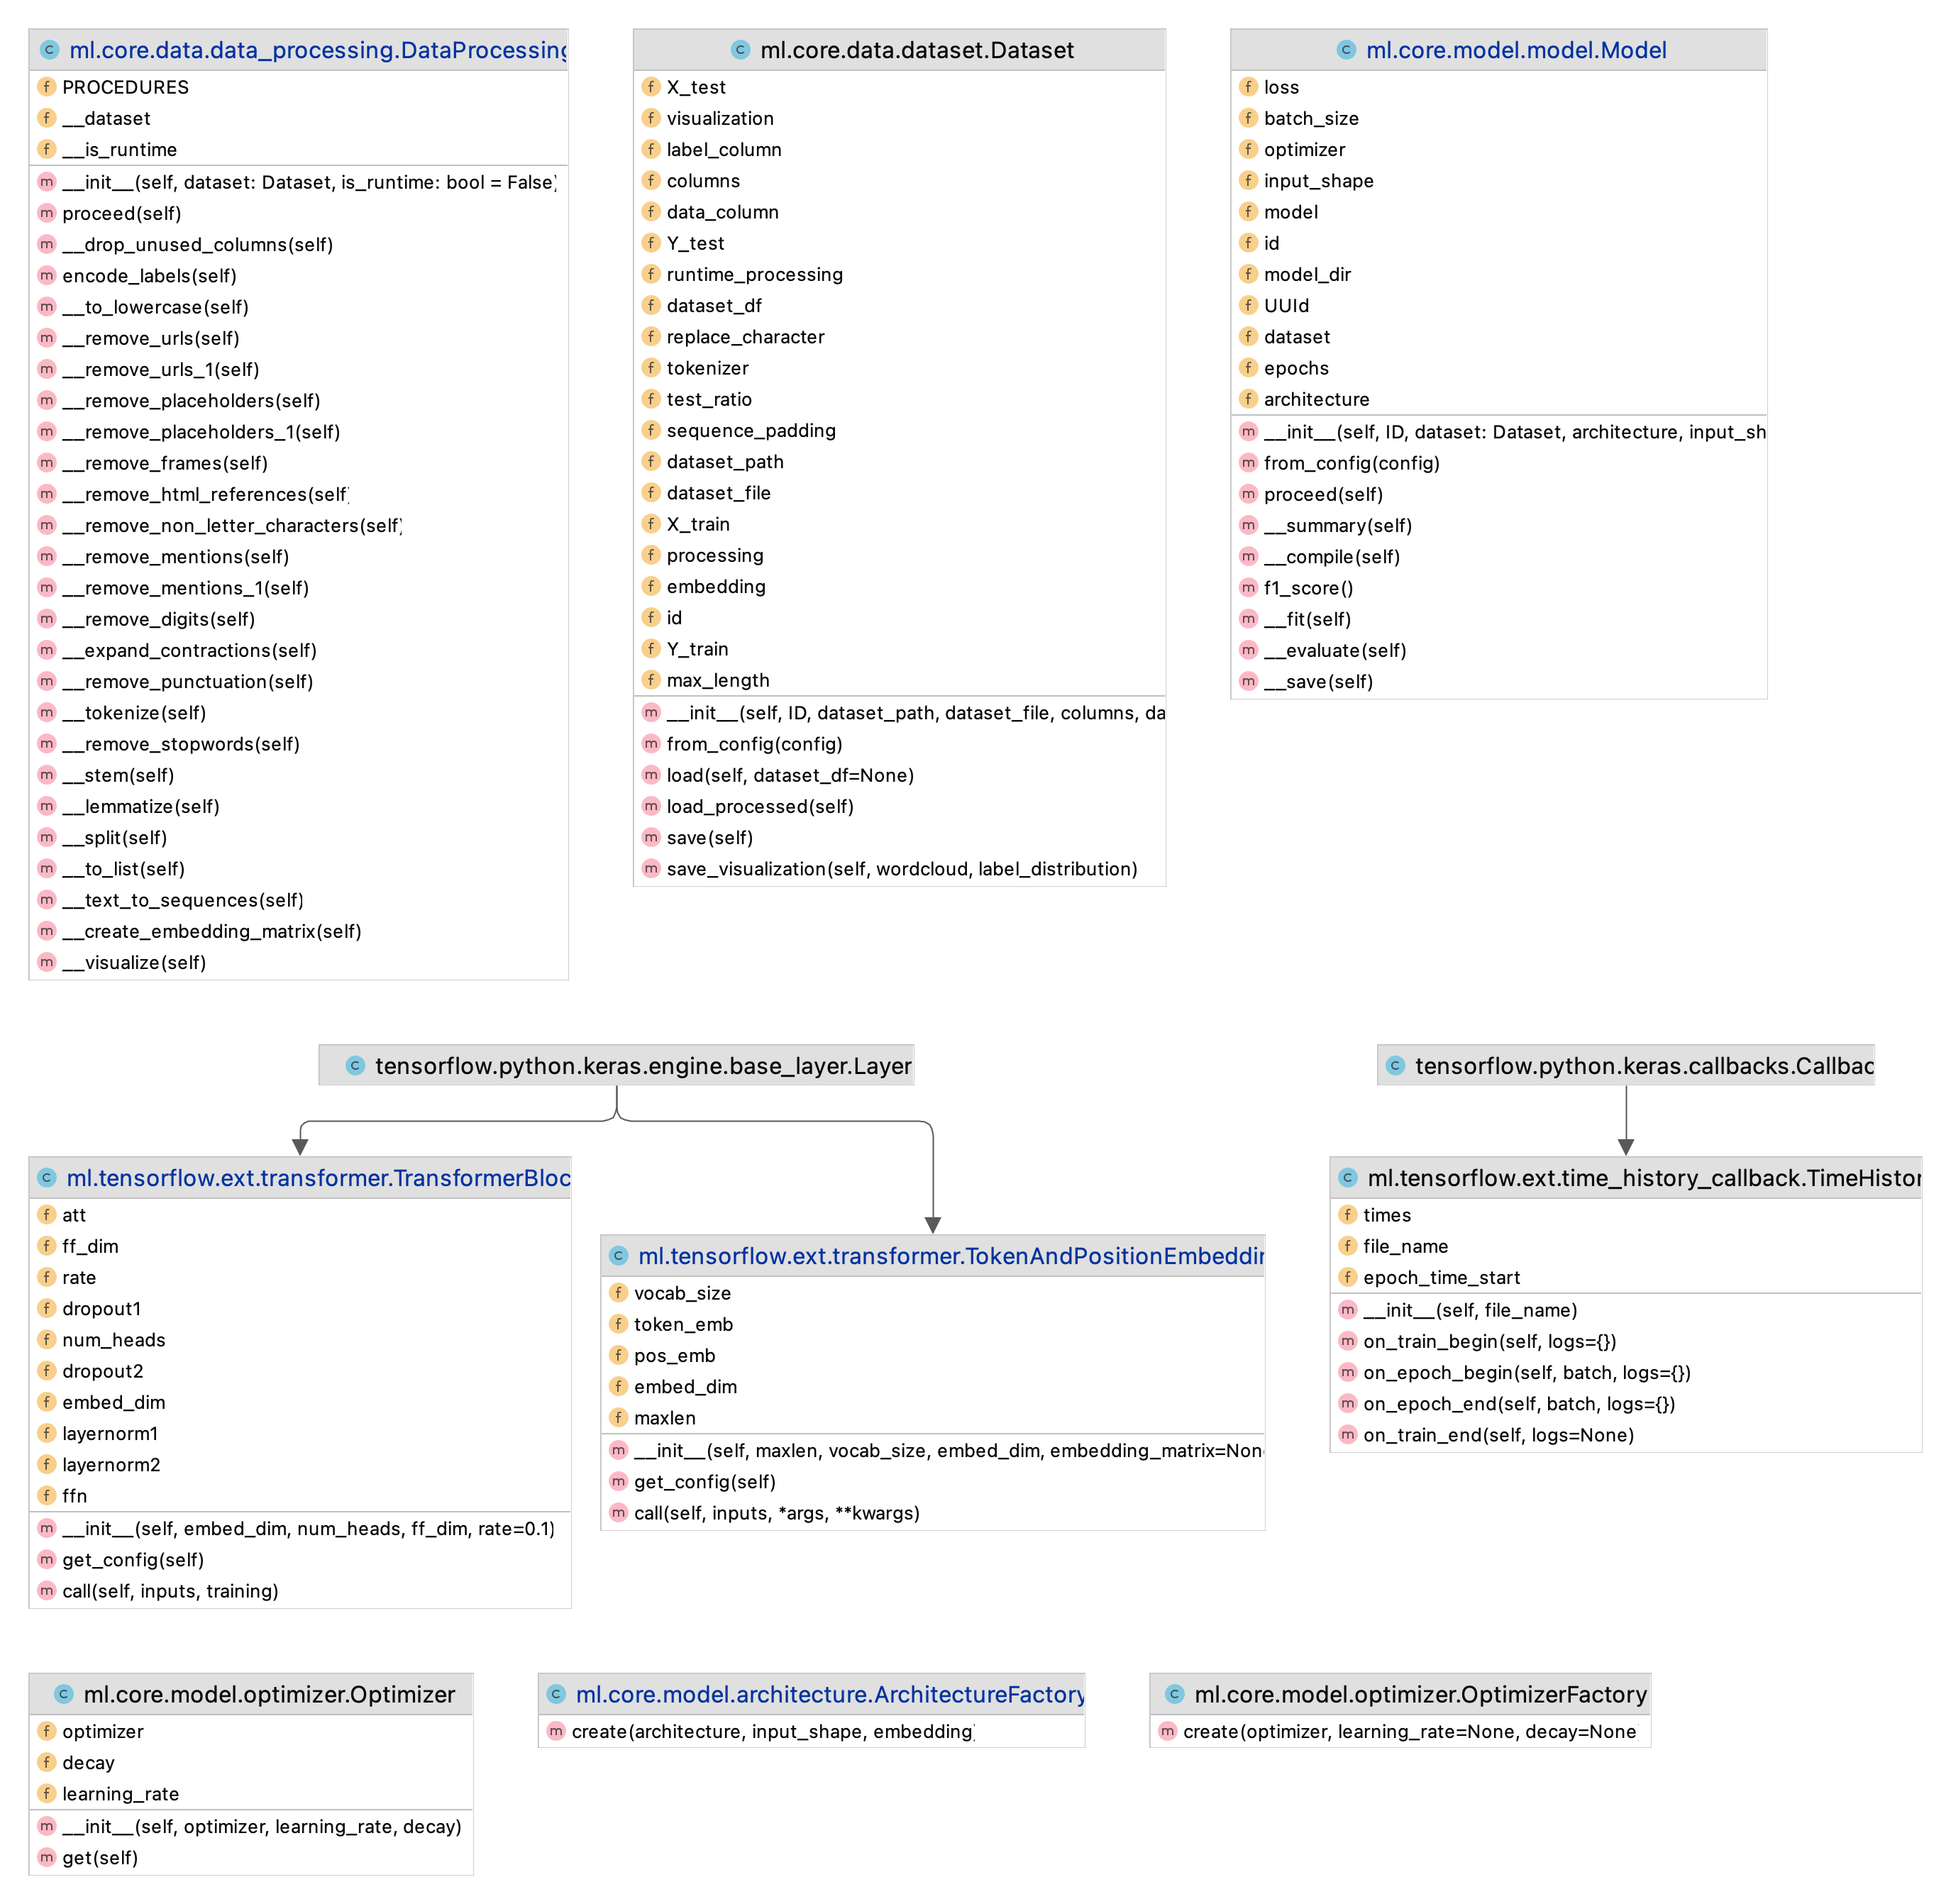 ml.core.data.data_processing.DataProcessing
PROCEDURES
__dataset
__is_runtime
__init__(self, dataset: Dataset, is_runtime: bool = False)
proceed(self)
__drop_unused_columns(self)
encode_labels(self)
__to_lowercase(self)
__remove_urls(self)
__remove_urls_1(self)
__remove_placeholders(self)
__remove_placeholders_1(self)
__remove_frames(self)
__remove_html_references(self)
__remove_non_letter_characters(self)
__remove_mentions(self)
__remove_mentions_1(self)
__remove_digits(self)
__expand_contractions(self)
__remove_punctuation(self)
__tokenize(self)
__remove_stopwords(self)
__stem(self)
__lemmatize(self)
__split(self)
__to_list(self)
__text_to_sequences(self)
__create_embedding_matrix(self)
__visualize(self)
ml.core.data.dataset.Dataset
X_test
visualization
label_column
columns
data_column
Y_test
runtime_processing
dataset_df
replace_character
tokenizer
test_ratio
sequence_padding
dataset_path
dataset_file
X_train
processing
embedding
id
Y_train
max_length
__init__(self, ID, dataset_path, dataset_file, columns, da
from_config(config)
load(self, dataset_df=None)
load_processed(self)
save(self)
save_visualization(self, wordcloud, label_distribution)
ml.core.model.model.Model
loss
batch_size
optimizer
input_shape
model
id
model_dir
UUId
dataset
epochs
architecture
__init__(self, ID, dataset: Dataset, architecture, input_sh
from_config(config)
proceed(self)
__summary(self)
__compile(self)
f1_score()
__fit(self)
__evaluate(self)
__save(self)
tensorflow.python.keras.engine.base_layer.Layer
tensorflow.python.keras.callbacks.Callbac
ml.tensorflow.ext.transformer.TransformerBloc
att
ff_dim
rate
dropout1
num_heads
dropout2
embed_dim
layernorm1
layernorm2
ffn
__init__(self, embed_dim, num_heads, ff_dim, rate=0.1)
get_config(self)
call(self, inputs, training)
ml.tensorflow.ext.transformer.TokenAndPositionEmbeddin
vocab_size
token_emb
pos_emb
embed_dim
maxlen
__init__(self, maxlen, vocab_size, embed_dim, embedding_matrix=None
get_config(self)
call(self, inputs, *args, **kwargs)
ml.tensorflow.ext.time_history_callback.TimeHistor
times
file_name
epoch_time_start
__init__(self, file_name)
on_train_begin(self, logs={})
on_epoch_begin(self, batch, logs={})
on_epoch_end(self, batch, logs={})
on_train_end(self, logs=None)
ml.core.model.optimizer.Optimizer
optimizer
decay
learning_rate
__init__(self, optimizer, learning_rate, decay)
get(self)
ml.core.model.architecture.ArchitectureFactory
create(architecture, input_shape, embedding)
ml.core.model.optimizer.OptimizerFactory
create(optimizer, learning_rate=None, decay=None)